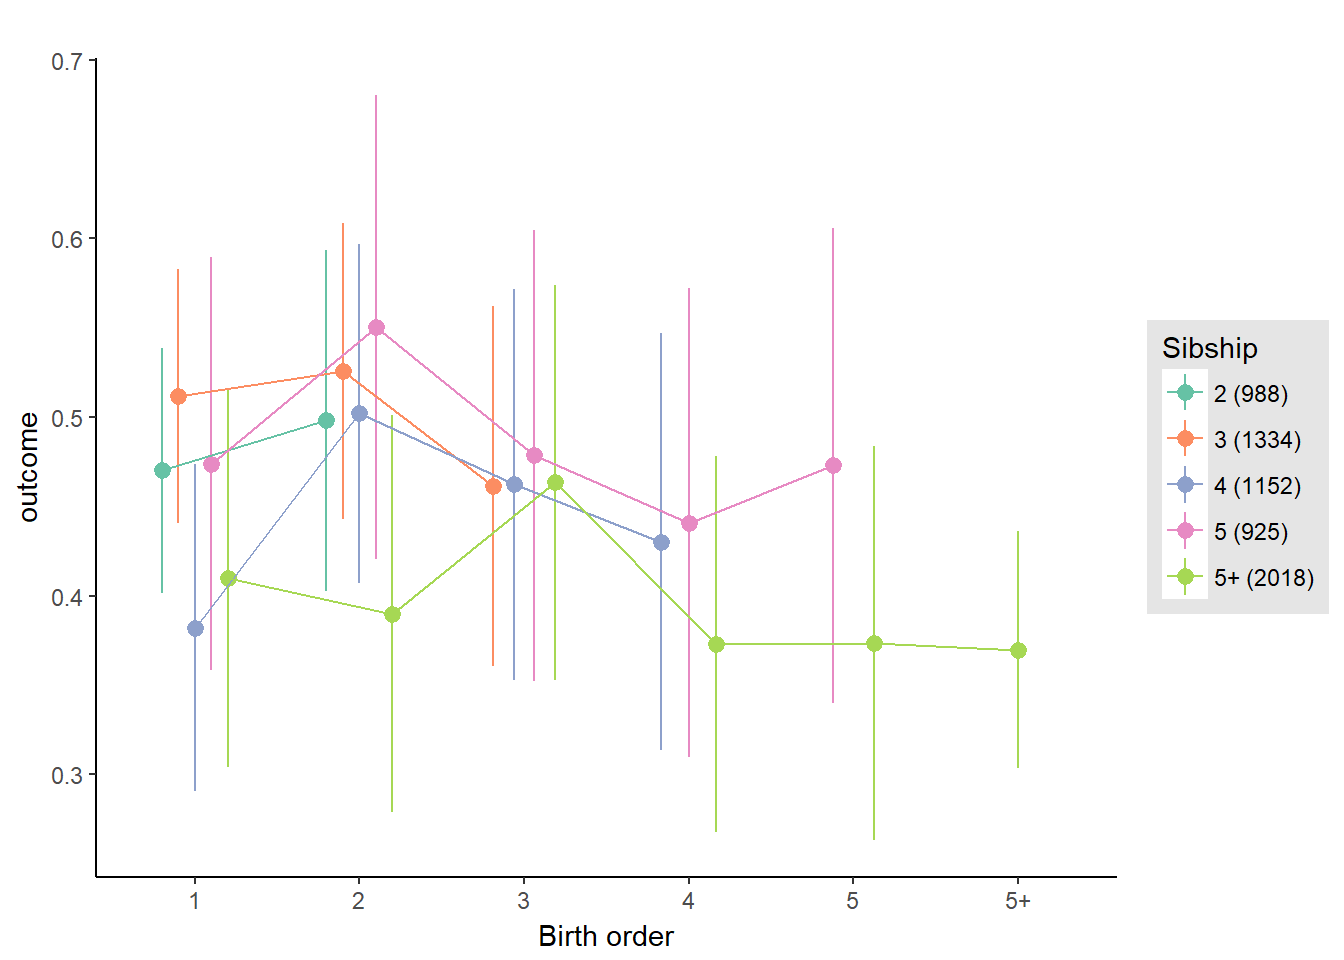 0.7
0.6
0.5
0.4
0.3
outcome
1 2 3 4 5 5+
Birth order
Sibship
2 (988)
3 (1334)
4 (1152)
5 (925)
5+ (2018)